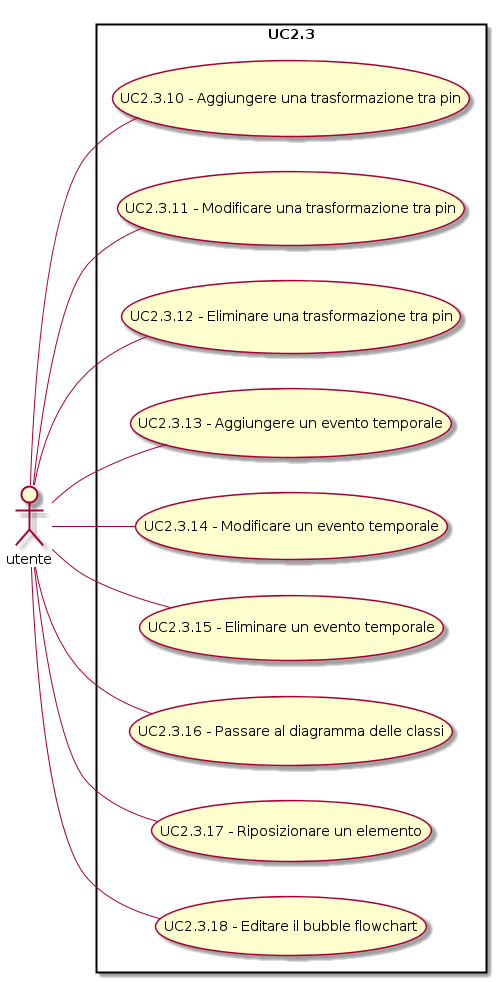 UC2.3
UC2.3.10 - Aggiungere una trasformazione tra pin
UC2.3.11 - Modificare una trasformazione tra pin
UC2.3.12 - Eliminare una trasformazione tra pin
UC2.3.13 - Aggiungere un evento temporale
UC2.3.14 - Modificare un evento temporale
utente
UC2.3.15 - Eliminare un evento temporale
UC2.3.16 - Passare al diagramma delle classi
UC2.3.17 - Riposizionare un elemento
UC2.3.18 - Editare il bubble flowchart